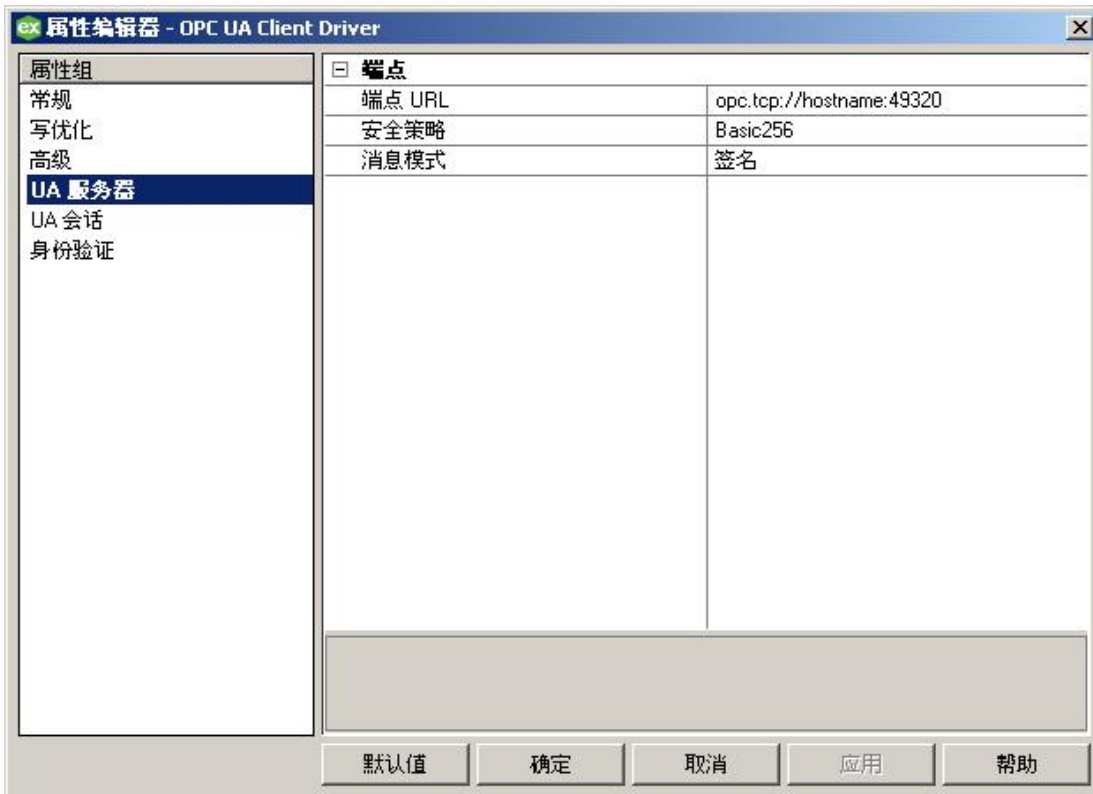 ex 属性编辑器 - OPC UA Client Driver
属性组
常规
写优化
高级
UA 服务器
UA 会话
身份验证
端点
端点 URL opc.tcp://hostname:49320
安全策略 Basic256
消息模式 签名
默认值 确定 取消 应用 帮助